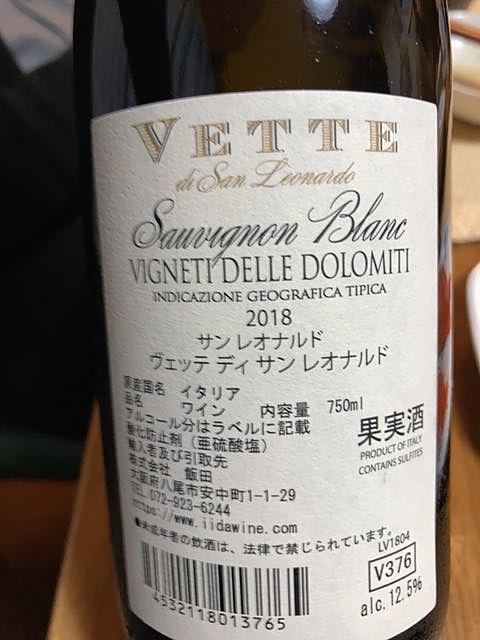 VETTE
di San Leonardo
Sauvignon Blanc
VIGNETI DELLE DOLOMITI
INDICAZIONE GEOGRAFICA TIPICA
2018
サン レオナルド
ヴェッテ ディ サン レオナルド
原産国名 イタリア
品名 ワイン 内容量 750ml
アルコール分はラベルに記載
酸化防止剤（亜硫酸塩）
輸入者及び引取先
株式会社 飯田
大阪府八尾市安中町1-1-29
TEL.072-923-6244
https://www.iidawine.com
果実酒
PRODUCT OF ITALY
CONTAINS SULFITES
●未成年者の飲酒は、法律で禁じられています。
LV1804
V376
alc.12.5%
4532118013765